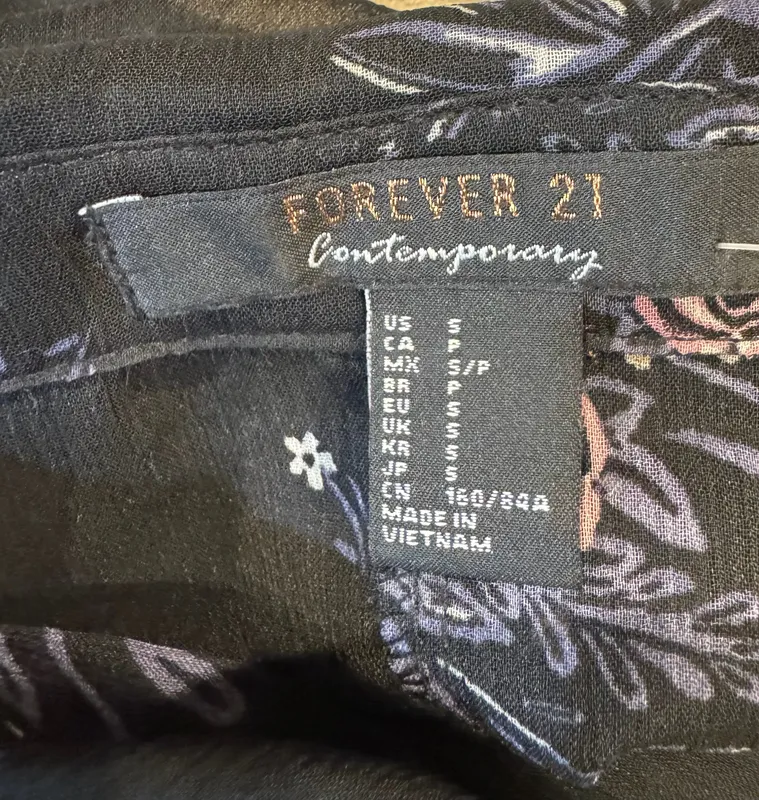 FOREVER 21
Contemporary
US S
CA P
MX S/P
BR P
EU S
UK S
KR S
JP S
CN 160/84A
MADE IN
VIETNAM